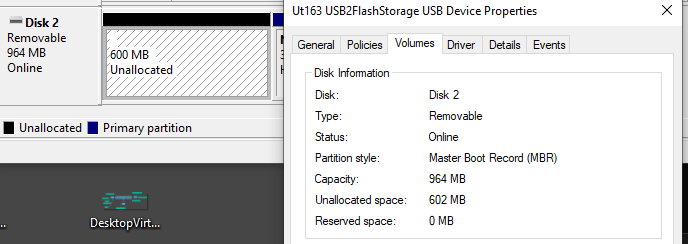 Disk 2
Removable
964 MB
Online
600 MB
Unallocated
Unallocated Primary partition
DesktopVirt...
Ut163 USB2FlashStorage USB Device Properties
General Policies Volumes Driver Details Events
Disk Information
Disk: Disk 2
Type: Removable
Status: Online
Partition style: Master Boot Record (MBR)
Capacity: 964 MB
Unallocated space: 602 MB
Reserved space: 0 MB